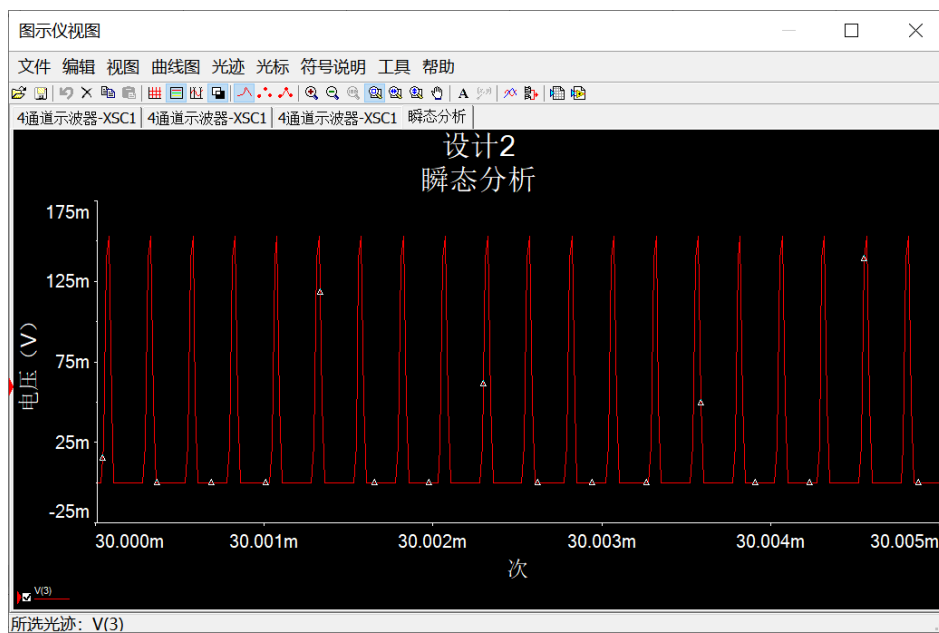 图示仪视图
文件 编辑 视图 曲线图 光迹 光标 符号说明 工具 帮助
4通道示波器-XSC1 4通道示波器-XSC1 4通道示波器-XSC1 瞬态分析
设计2
瞬态分析
175m
125m
75m
25m
-25m
电压（V）
30.000m 30.001m 30.002m 30.003m 30.004m 30.005m
次
V(3)
所选光迹：V(3)